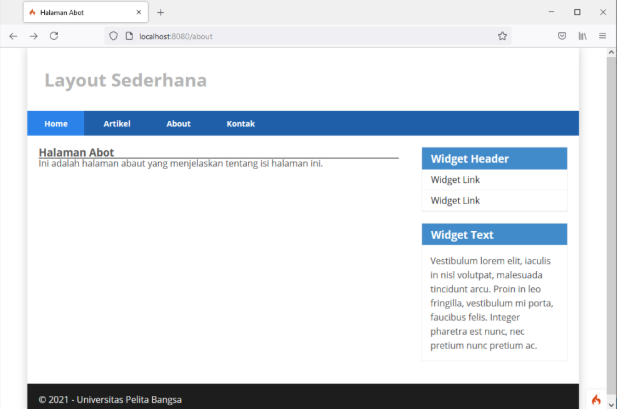 Halaman Abot
localhost:8080/about
Layout Sederhana
Home Artikel About Kontak
Halaman Abot
Ini adalah halaman abaut yang menjelaskan tentang isi halaman ini.
Widget Header
Widget Link
Widget Link
Widget Text
Vestibulum lorem elit, iaculis
in nisl volutpat, malesuada
tincidunt arcu. Proin in leo
fringilla, vestibulum mi porta,
faucibus felis. Integer
pharetra est nunc, nec
pretium nunc pretium ac.
© 2021 - Universitas Pelita Bangsa